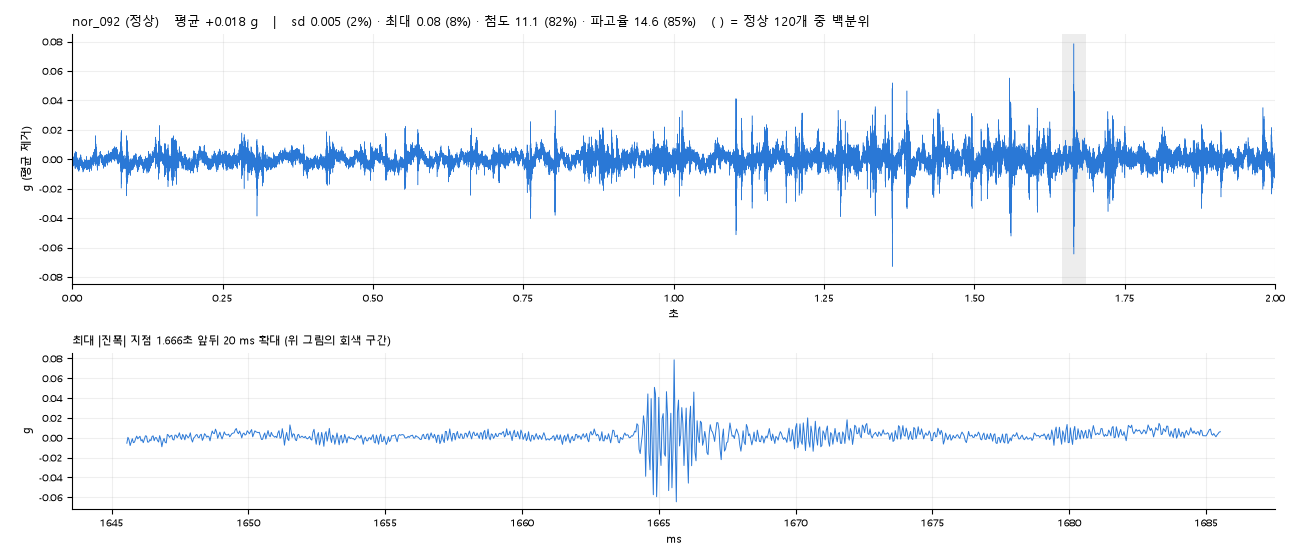 nor_092 (정상) 평균 +0.018 g | sd 0.005 (2%) · 최대 0.08 (8%) · 첨도 11.1 (82%) · 파고율 14.6 (85%) ( ) = 정상 120개 중 백분위
g (평균 제거)
0.08
0.06
0.04
0.02
0.00
-0.02
-0.04
-0.06
-0.08
0.00 0.25 0.50 0.75 1.00 1.25 1.50 1.75 2.00
초
최대 |진폭| 지점 1.666초 앞뒤 20 ms 확대 (위 그림의 회색 구간)
g
0.08
0.06
0.04
0.02
0.00
-0.02
-0.04
-0.06
1645 1650 1655 1660 1665 1670 1675 1680 1685
ms